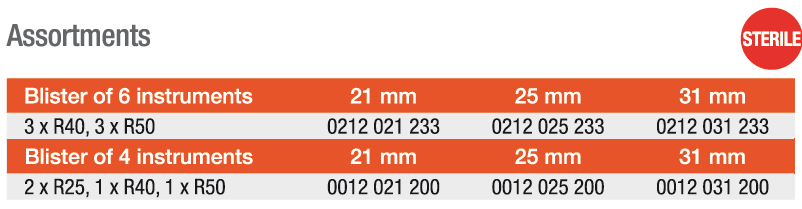 Assortments
STERILE
Blister of 6 instruments 21 mm 25 mm 31 mm
3 x R40, 3 x R50 0212 021 233 0212 025 233 0212 031 233
Blister of 4 instruments 21 mm 25 mm 31 mm
2 x R25, 1 x R40, 1 x R50 0012 021 200 0012 025 200 0012 031 200